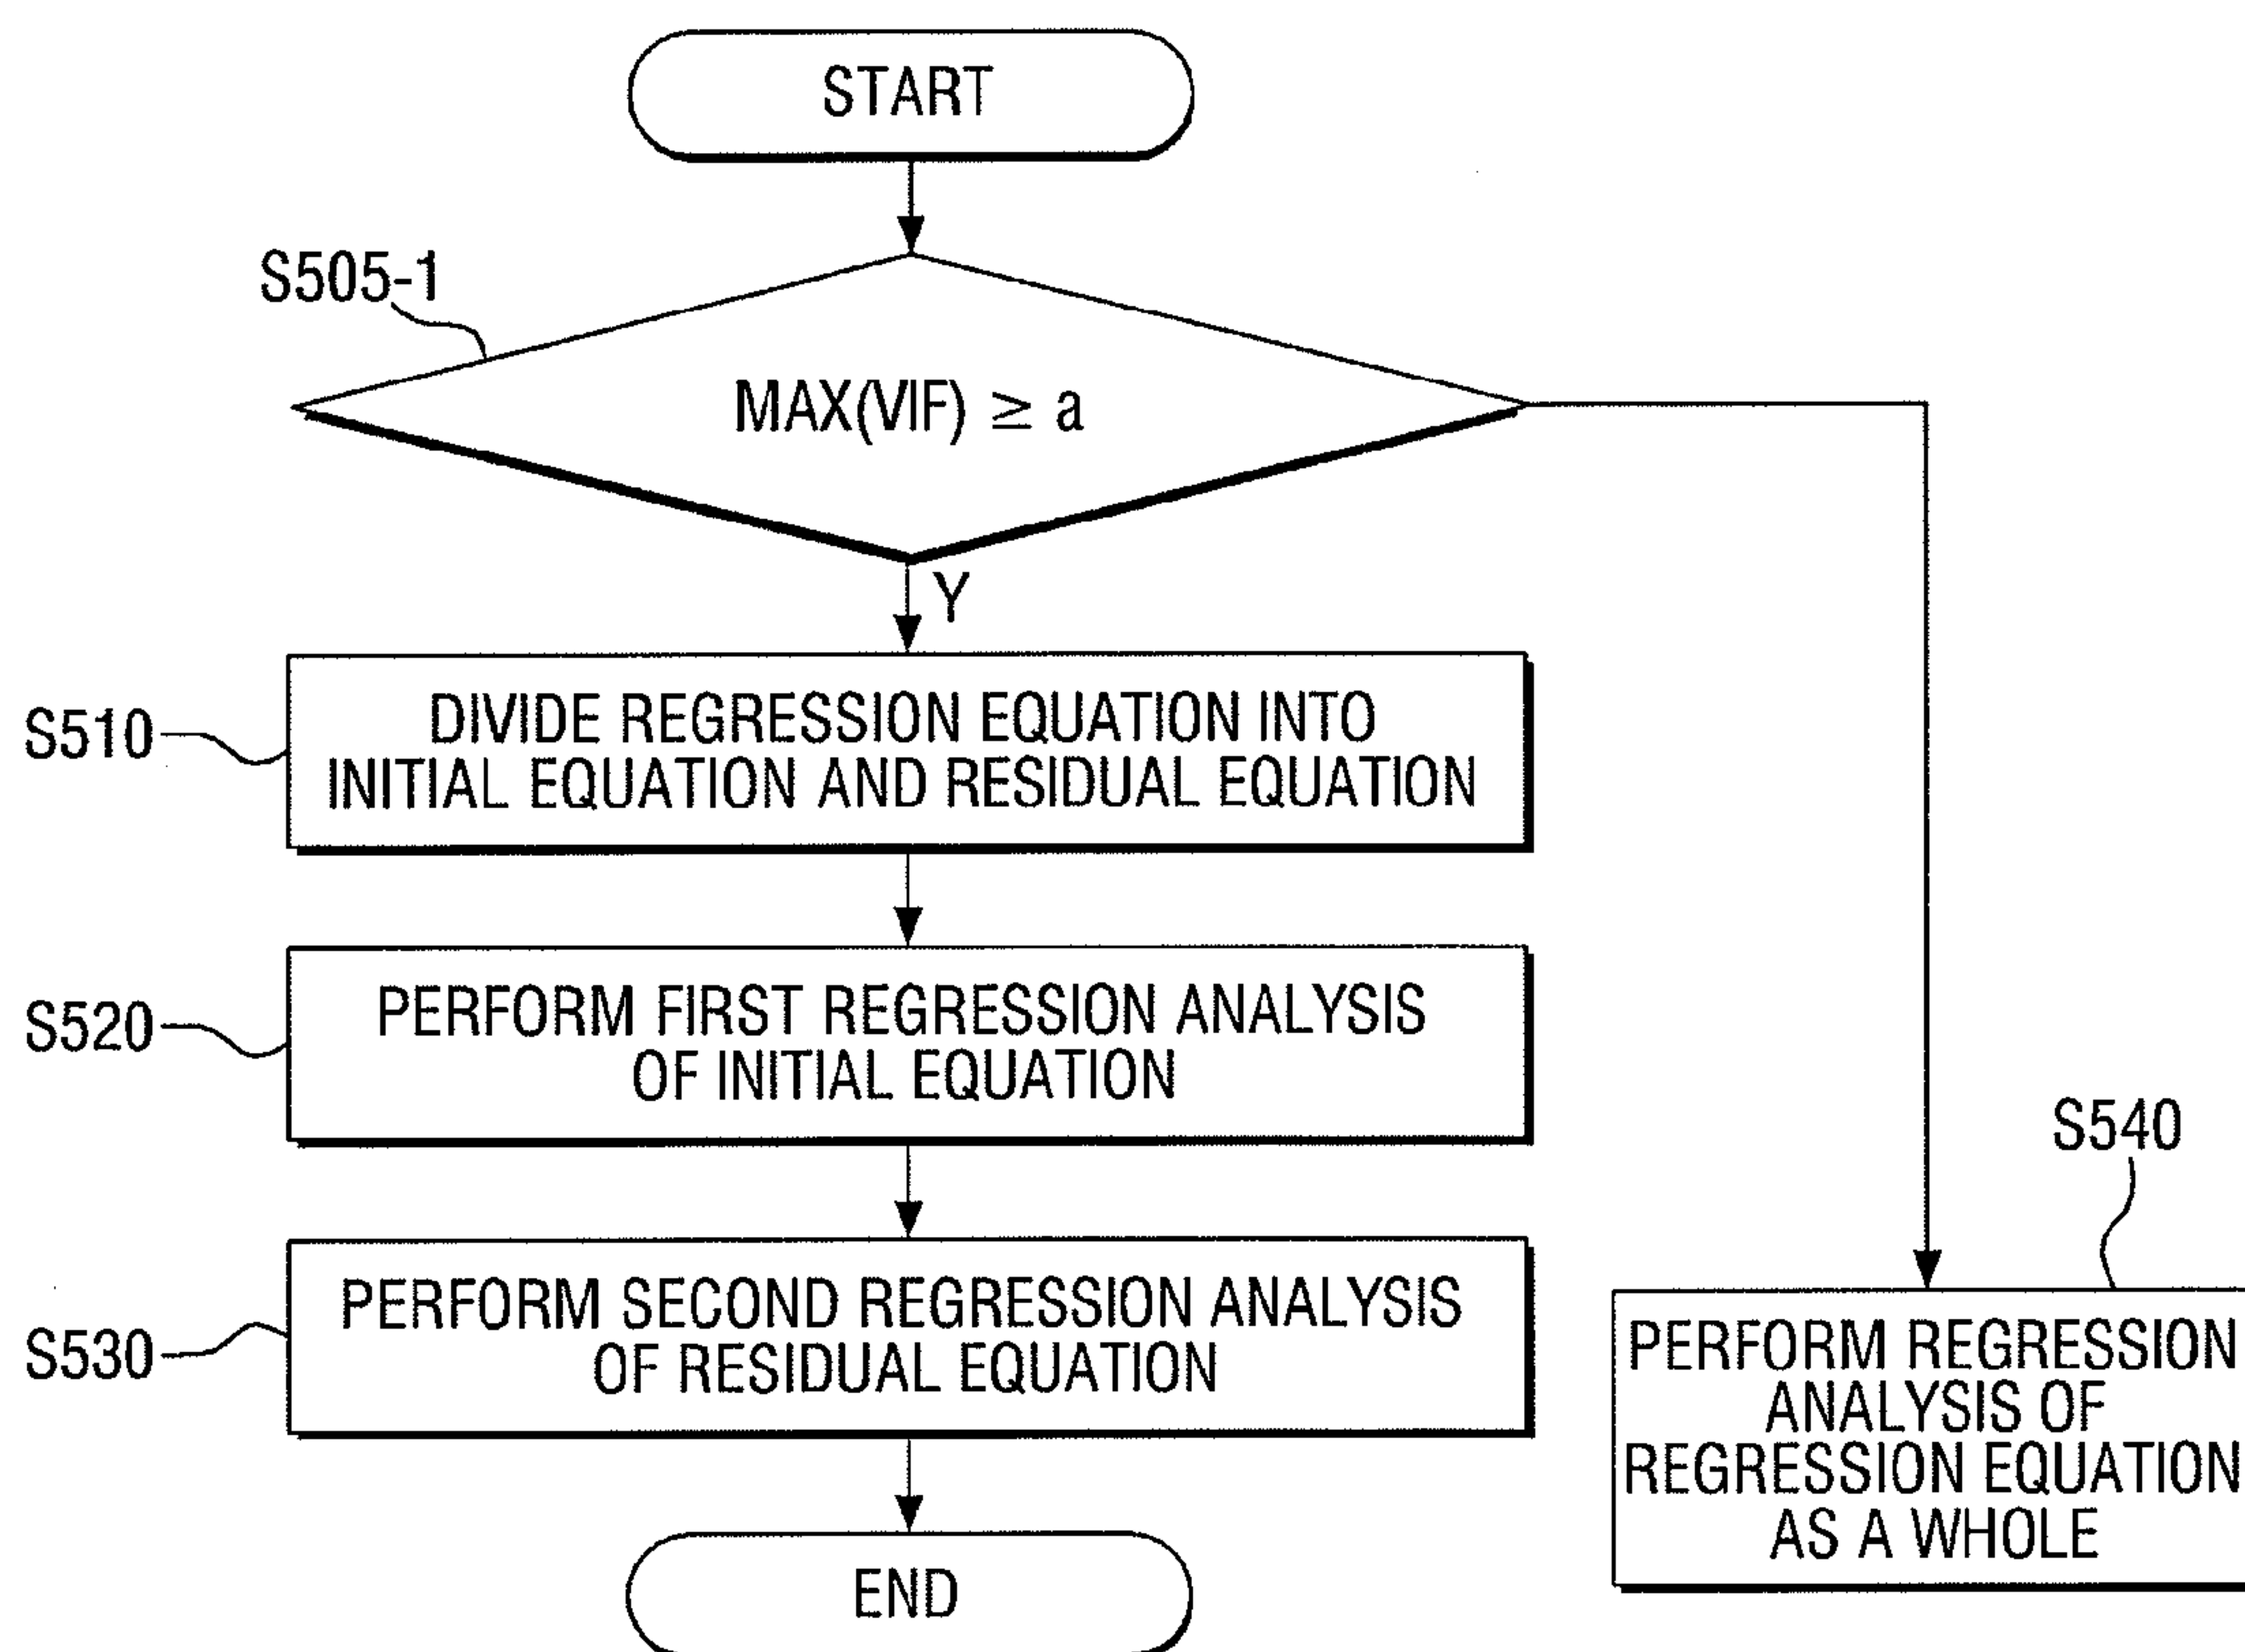 START
S505-1
MAX(VIF) ≥ a
Y
S510
DIVIDE REGRESSION EQUATION INTO
INITIAL EQUATION AND RESIDUAL EQUATION
S520
PERFORM FIRST REGRESSION ANALYSIS
OF INITIAL EQUATION
S530
PERFORM SECOND REGRESSION ANALYSIS
OF RESIDUAL EQUATION
S540
PERFORM REGRESSION
ANALYSIS OF
REGRESSION EQUATION
AS A WHOLE
END